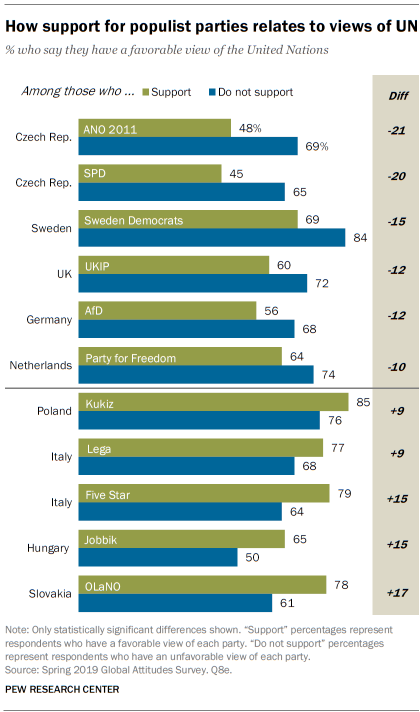 How support for populist parties relates to views of UN
% who say they have a favorable view of the United Nations
Among those who ... Support Do not support Diff
Czech Rep. ANO 2011 48% 69% -21
Czech Rep. SPD 45 65 -20
Sweden Sweden Democrats 69 84 -15
UK UKIP 60 72 -12
Germany AfD 56 68 -12
Netherlands Party for Freedom 64 74 -10
Poland Kukiz 85 76 +9
Italy Lega 77 68 +9
Italy Five Star 79 64 +15
Hungary Jobbik 65 50 +15
Slovakia OLaNO 78 61 +17
Note: Only statistically significant differences shown. “Support” percentages represent
respondents who have a favorable view of each party. “Do not support” percentages
represent respondents who have an unfavorable view of each party.
Source: Spring 2019 Global Attitudes Survey. Q8e.
PEW RESEARCH CENTER